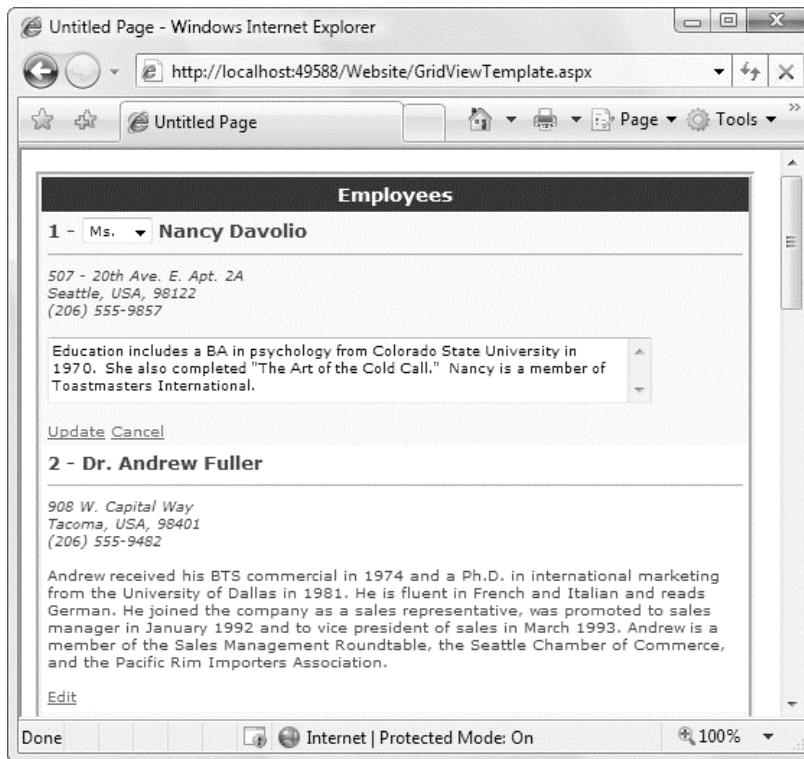 Untitled Page - Windows Internet Explorer
http://localhost:49588/Website/GridViewTemplate.aspx
Untitled Page
Page
Tools
Employees
1 - Ms. Nancy Davolio
507 - 20th Ave. E. Apt. 2A
Seattle, USA, 98122
(206) 555-9857
Education includes a BA in psychology from Colorado State University in
1970. She also completed "The Art of the Cold Call." Nancy is a member of
Toastmasters International.
Update Cancel
2 - Dr. Andrew Fuller
908 W. Capital Way
Tacoma, USA, 98401
(206) 555-9482
Andrew received his BTS commercial in 1974 and a Ph.D. in international marketing
from the University of Dallas in 1981. He is fluent in French and Italian and reads
German. He joined the company as a sales representative, was promoted to sales
manager in January 1992 and to vice president of sales in March 1993. Andrew is a
member of the Sales Management Roundtable, the Seattle Chamber of Commerce,
and the Pacific Rim Importers Association.
Edit
Done
Internet | Protected Mode: On
100%